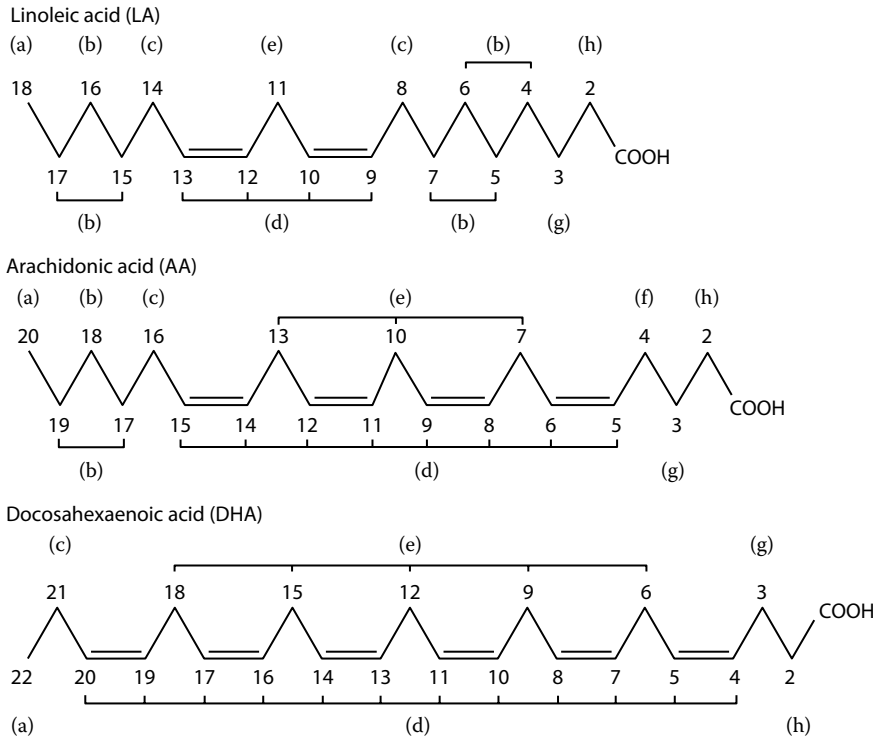 Linoleic acid (LA)
(a) (b) (c) (e) (c) (b) (h)
18 16 14 11 8 6 4 2
COOH
17 15 13 12 10 9 7 5 3
(b) (d) (b) (g)
Arachidonic acid (AA)
(a) (b) (c) (e) (f) (h)
20 18 16 13 10 7 4 2
COOH
19 17 15 14 12 11 9 8 6 5 3
(b) (d) (g)
Docosahexaenoic acid (DHA)
(c) (e) (g)
21 18 15 12 9 6 3
COOH
22 20 19 17 16 14 13 11 10 8 7 5 4 2
(a) (d) (h)